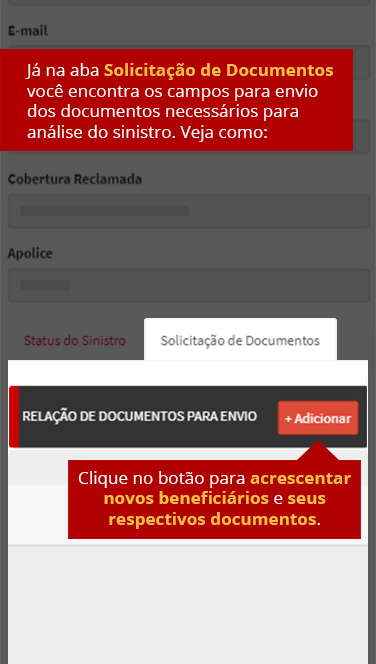 E-mail
Já na aba Solicitação de Documentos
você encontra os campos para envio
dos documentos necessários para
análise do sinistro. Veja como:
Cobertura Reclamada
Apolice
Status do Sinistro
Solicitação de Documentos
RELAÇÃO DE DOCUMENTOS PARA ENVIO
+ Adicionar
Clique no botão para acrescentar
novos beneficiários e seus
respectivos documentos.